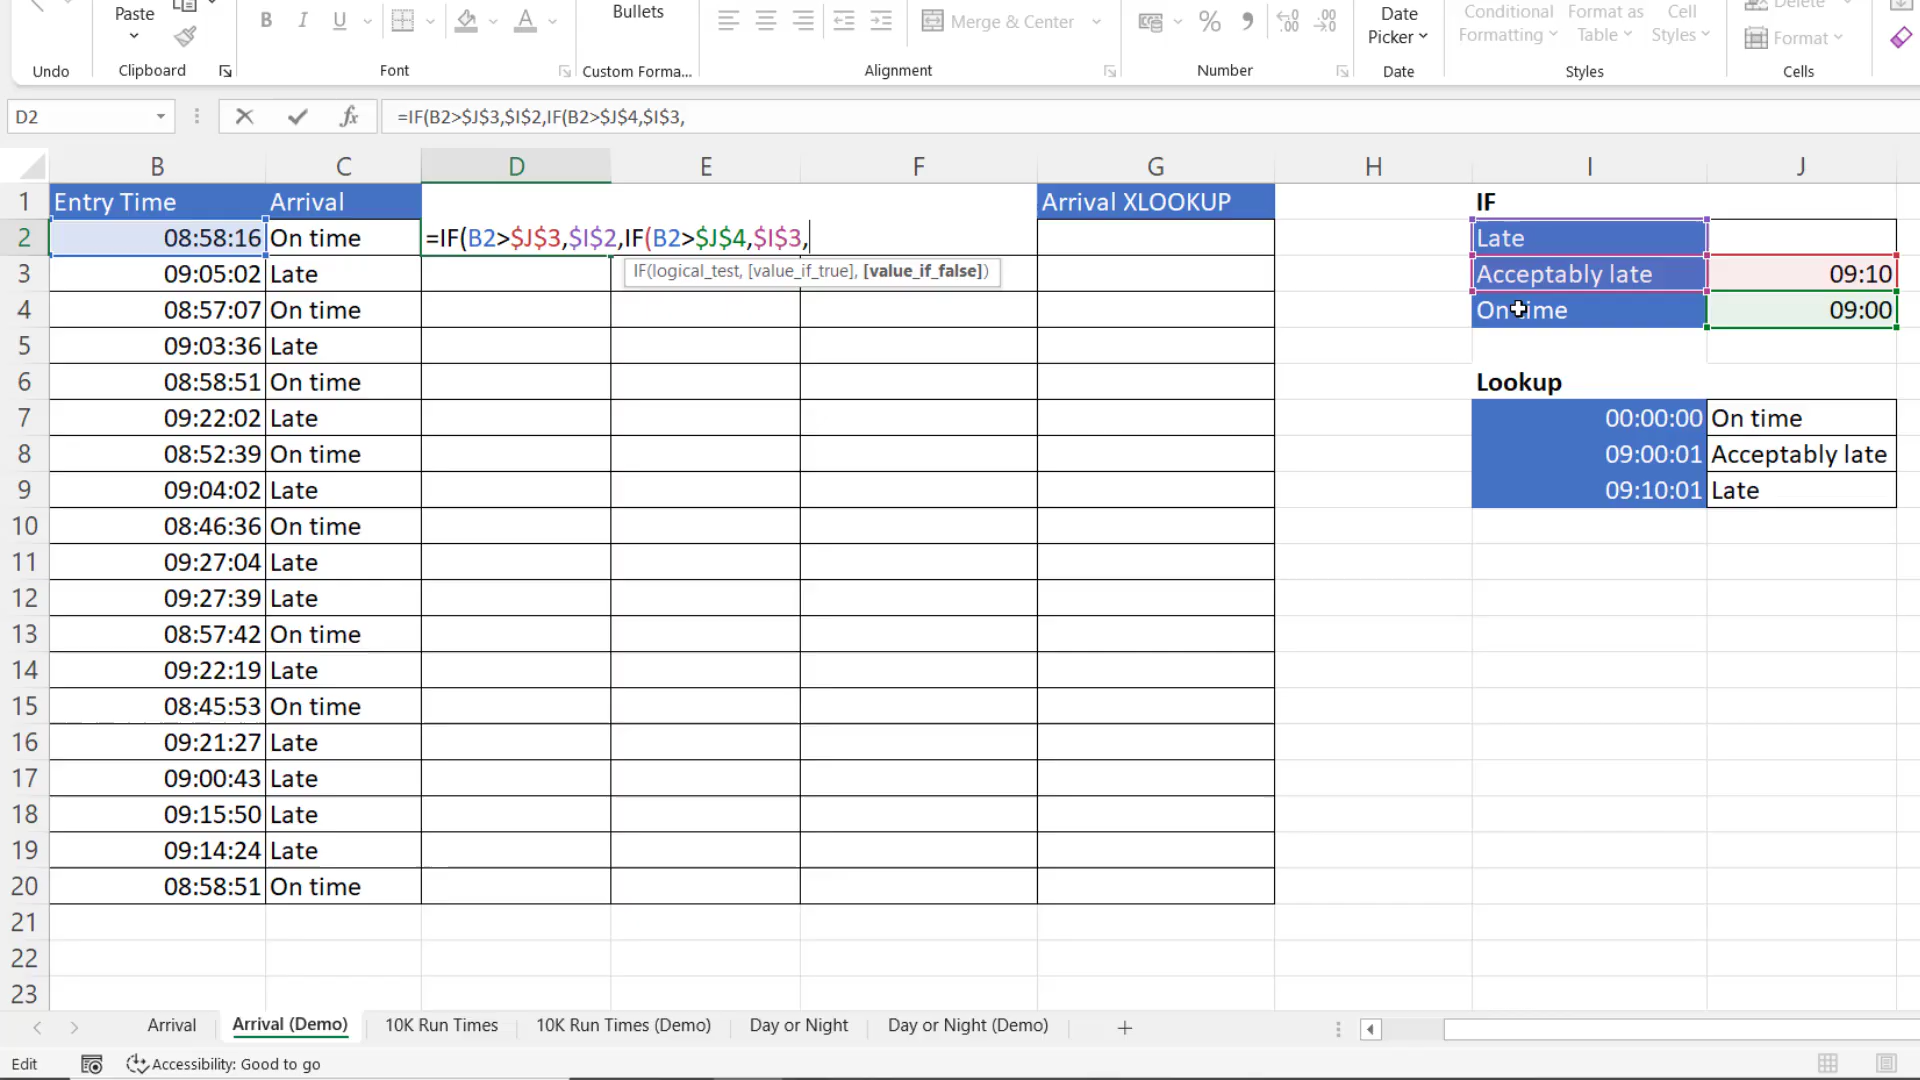 Paste
Bullets
Merge & Center
Date
Picker
Conditional
Formatting
Format as
Table
Cell
Styles
Delete
Format
Undo
Clipboard
Font
Custom Forma...
Alignment
Number
Date
Styles
Cells
D2
=IF(B2>$J$3,$I$2,IF(B2>$J$4,$I$3,
B C D E F G H I J
1 Entry Time Arrival Arrival XLOOKUP IF
2 08:58:16 On time =IF(B2>$J$3,$I$2,IF(B2>$J$4,$I$3, Late
IF(logical_test, [value_if_true], [value_if_false])
3 09:05:02 Late Acceptably late 09:10
4 08:57:07 On time On time 09:00
5 09:03:36 Late
6 08:58:51 On time Lookup
7 09:22:02 Late 00:00:00 On time
8 08:52:39 On time 09:00:01 Acceptably late
9 09:04:02 Late 09:10:01 Late
10 08:46:36 On time
11 09:27:04 Late
12 09:27:39 Late
13 08:57:42 On time
14 09:22:19 Late
15 08:45:53 On time
16 09:21:27 Late
17 09:00:43 Late
18 09:15:50 Late
19 09:14:24 Late
20 08:58:51 On time
21
22
23
Arrival Arrival (Demo) 10K Run Times 10K Run Times (Demo) Day or Night Day or Night (Demo)
Edit Accessibility: Good to go